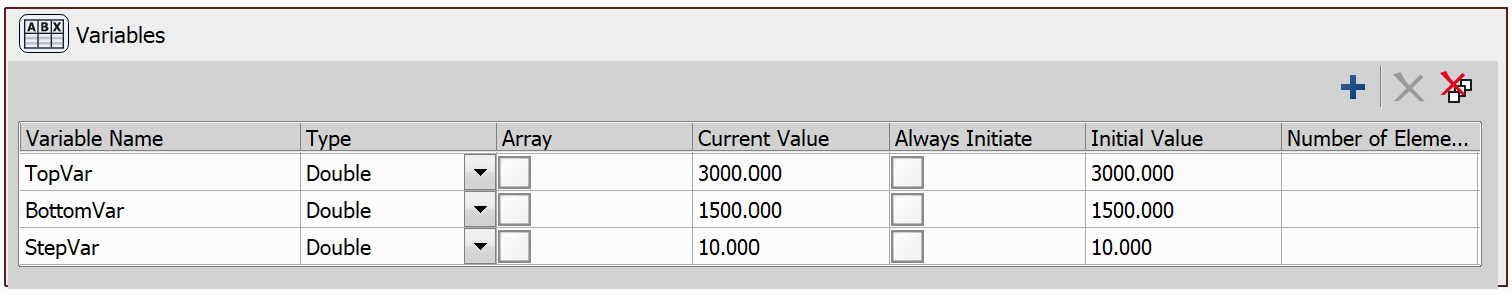 ABX Variables
Variable Name Type Array Current Value Always Initiate Initial Value Number of Eleme...
TopVar Double 3000.000 3000.000
BottomVar Double 1500.000 1500.000
StepVar Double 10.000 10.000